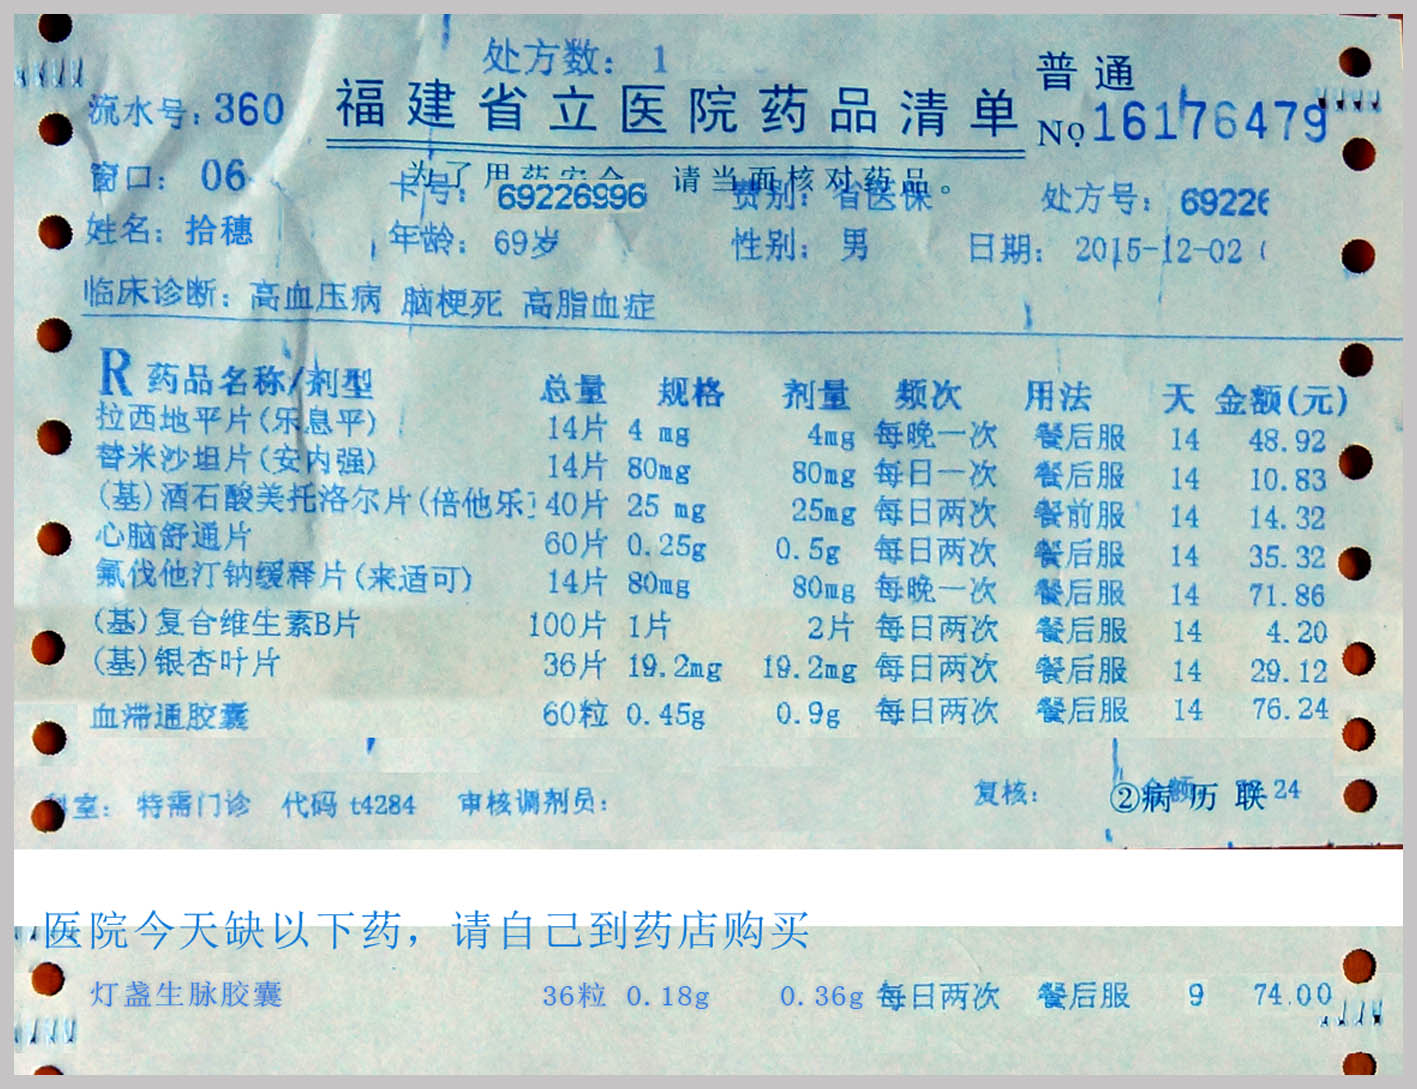 处方数: 1
普通
流水号: 360 福建省立医院药品清单 No 16176479
为了用药安全 请当面核对药品。
窗口: 06 卡号: 69226996 费别: 省医保 处方号: 6922
姓名: 拾穗 年龄: 69岁 性别: 男 日期: 2015-12-02
临床诊断: 高血压病 脑梗死 高脂血症
R 药品名称/剂型 总量 规格 剂量 频次 用法 天 金额(元)
拉西地平片(乐息平) 14片 4 mg 4mg 每晚一次 餐后服 14 48.92
替米沙坦片(安内强) 14片 80mg 80mg 每日一次 餐后服 14 10.83
(基)酒石酸美托洛尔片(倍他乐 40片 25 mg 25mg 每日两次 餐前服 14 14.32
心脑舒通片 60片 0.25g 0.5g 每日两次 餐后服 14 35.32
氟伐他汀钠缓释片(来适可) 14片 80mg 80mg 每晚一次 餐后服 14 71.86
(基)复合维生素B片 100片 1片 2片 每日两次 餐后服 14 4.20
(基)银杏叶片 36片 19.2mg 19.2mg 每日两次 餐后服 14 29.12
血滞通胶囊 60粒 0.45g 0.9g 每日两次 餐后服 14 76.24
科室: 特需门诊 代码 t4284 审核调剂员: 复核: 金额 24
②病历联
医院今天缺以下药，请自己到药店购买
灯盏生脉胶囊 36粒 0.18g 0.36g 每日两次 餐后服 9 74.00